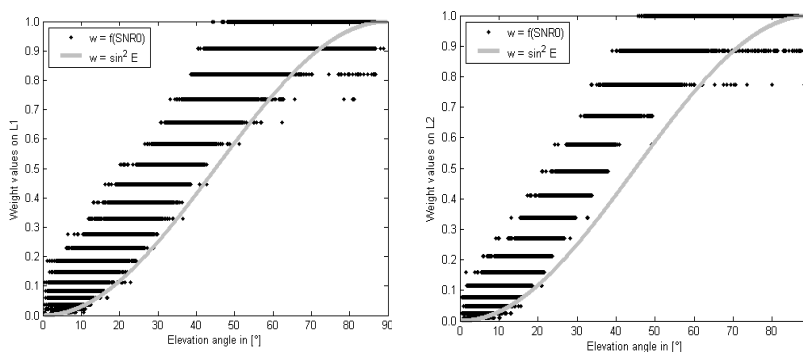 1.0
0.9
0.8
0.7
0.6
0.5
0.4
0.3
0.2
0.1
0.0
Weight values on L1
w = f(SNR0)
w = sin² E
0 10 20 30 40 50 60 70 80 90
Elevation angle in [°]
1.0
0.9
0.8
0.7
0.6
0.5
0.4
0.3
0.2
0.1
0.0
Weight values on L2
w = f(SNR0)
w = sin² E
0 10 20 30 40 50 60 70 80
Elevation angle in [°]